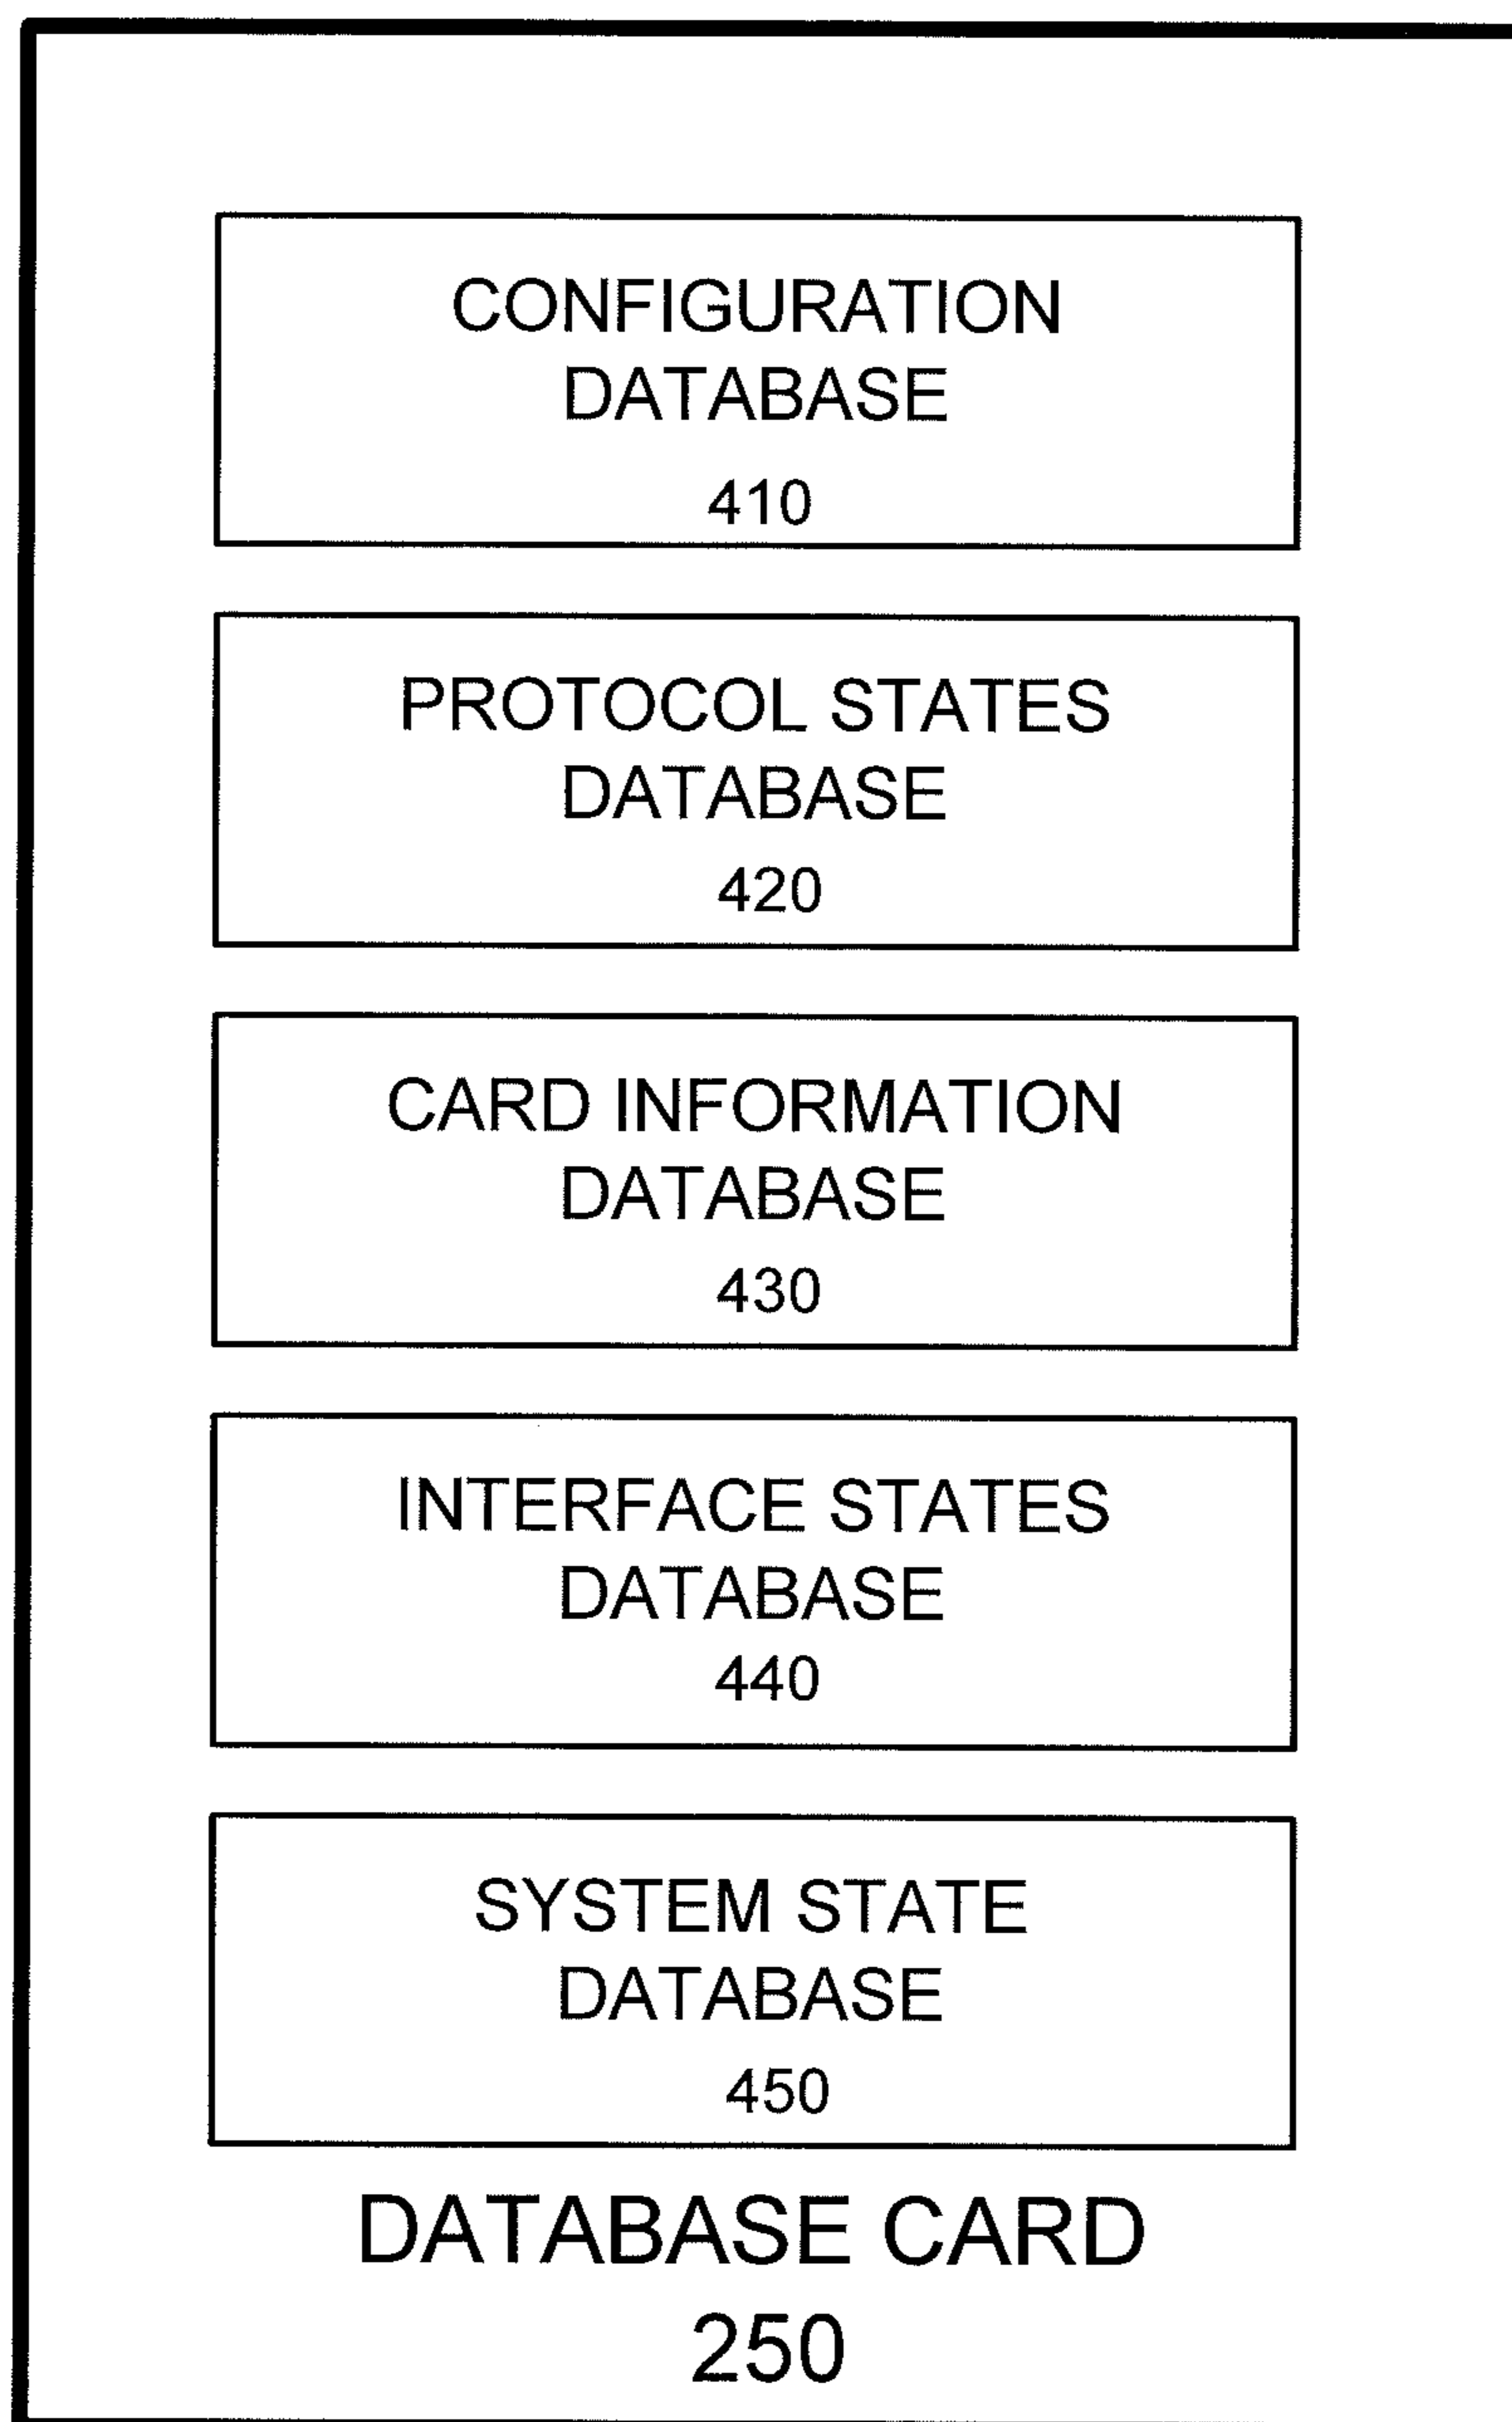 CONFIGURATION
DATABASE
410
PROTOCOL STATES
DATABASE
420
CARD INFORMATION
DATABASE
430
INTERFACE STATES
DATABASE
440
SYSTEM STATE
DATABASE
450
DATABASE CARD
250